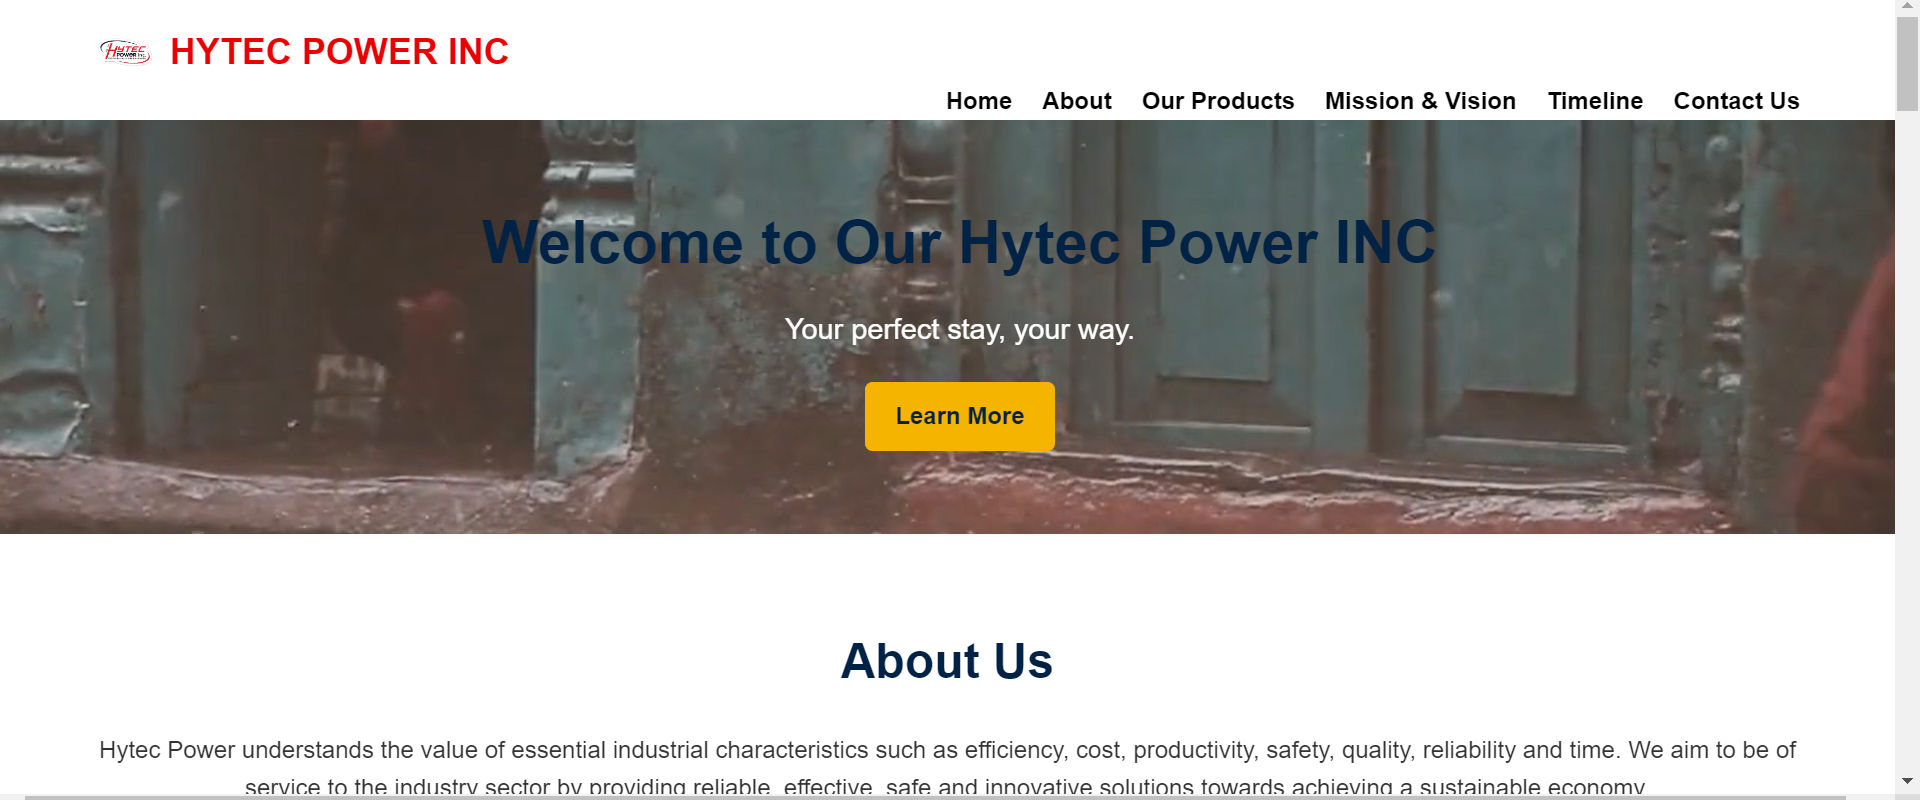 HYTEC
POWER INC
HYTEC POWER INC
Home About Our Products Mission & Vision Timeline Contact Us
Welcome to Our Hytec Power INC
Your perfect stay, your way.
Learn More
About Us
Hytec Power understands the value of essential industrial characteristics such as efficiency, cost, productivity, safety, quality, reliability and time. We aim to be of
service to the industry sector by providing reliable, effective, safe and innovative solutions towards achieving a sustainable economy